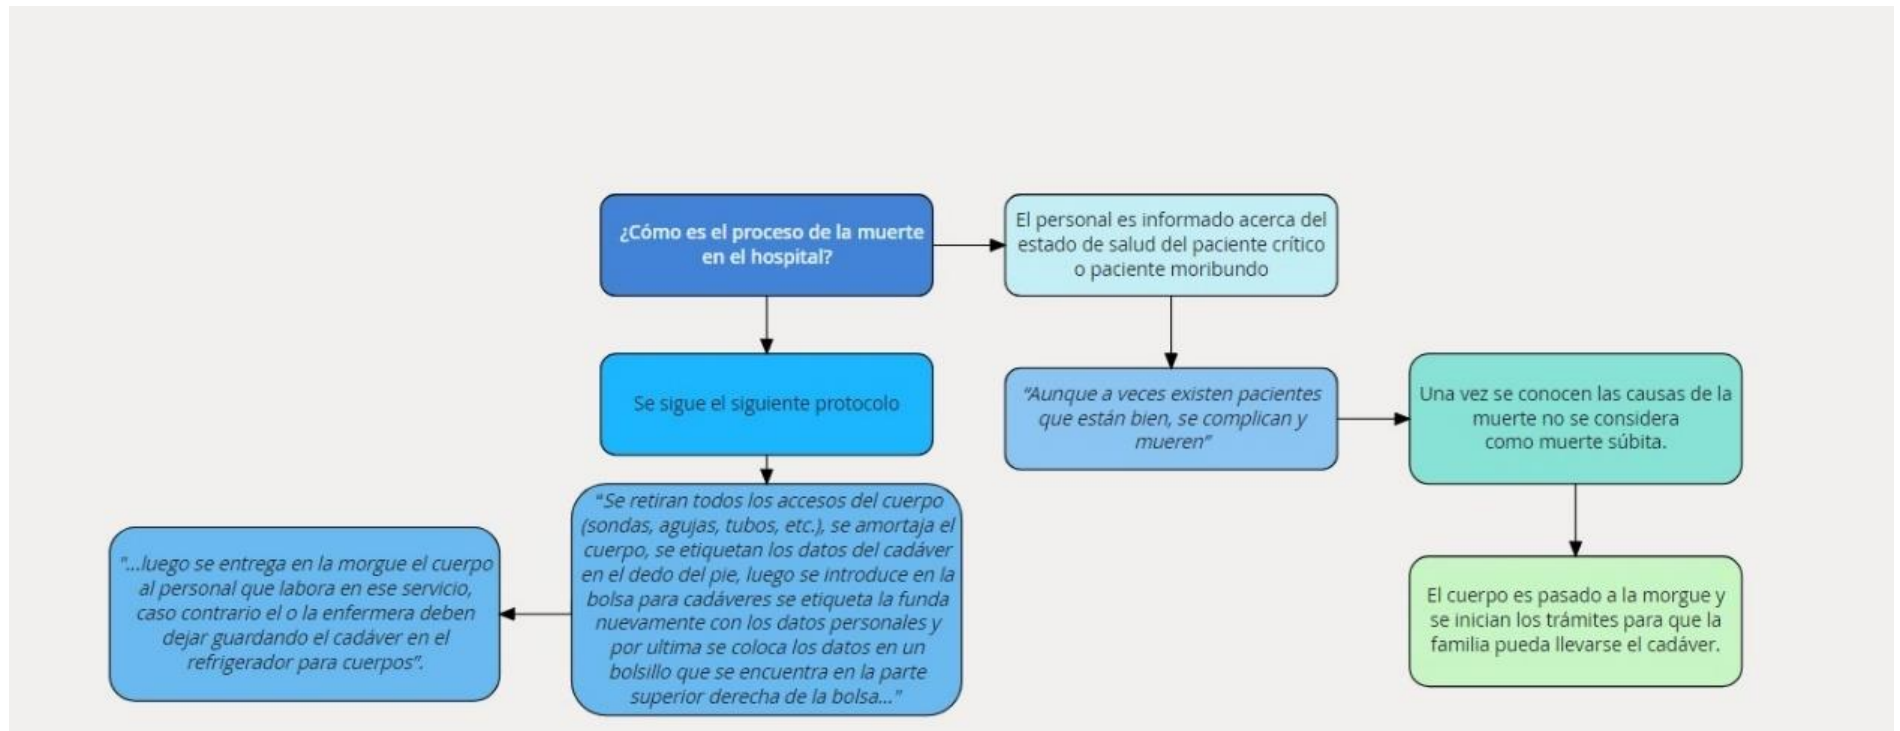 ¿Cómo es el proceso de la muerte
en el hospital?
El personal es informado acerca del
estado de salud del paciente crítico
o paciente moribundo
Se sigue el siguiente protocolo
“Aunque a veces existen pacientes
que están bien, se complican y
mueren”
Una vez se conocen las causas de la
muerte no se considera
como muerte súbita.
“Se retiran todos los accesos del cuerpo
(sondas, agujas, tubos, etc.), se amortaja el
cuerpo, se etiquetan los datos del cadáver
en el dedo del pie, luego se introduce en la
bolsa para cadáveres se etiqueta la funda
nuevamente con los datos personales y
por ultima se coloca los datos en un
bolsillo que se encuentra en la parte
superior derecha de la bolsa...”
“...luego se entrega en la morgue el cuerpo
al personal que labora en ese servicio,
caso contrario el o la enfermera deben
dejar guardando el cadáver en el
refrigerador para cuerpos”.
El cuerpo es pasado a la morgue y
se inician los trámites para que la
familia pueda llevarse el cadáver.